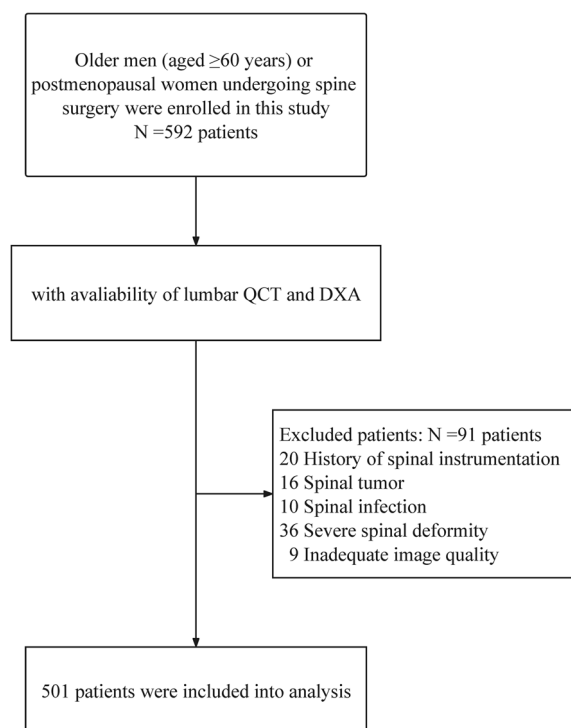 Older men (aged ≥60 years) or
postmenopausal women undergoing spine
surgery were enrolled in this study
N =592 patients
with avaliability of lumbar QCT and DXA
Excluded patients: N =91 patients
20 History of spinal instrumentation
16 Spinal tumor
10 Spinal infection
36 Severe spinal deformity
9 Inadequate image quality
501 patients were included into analysis